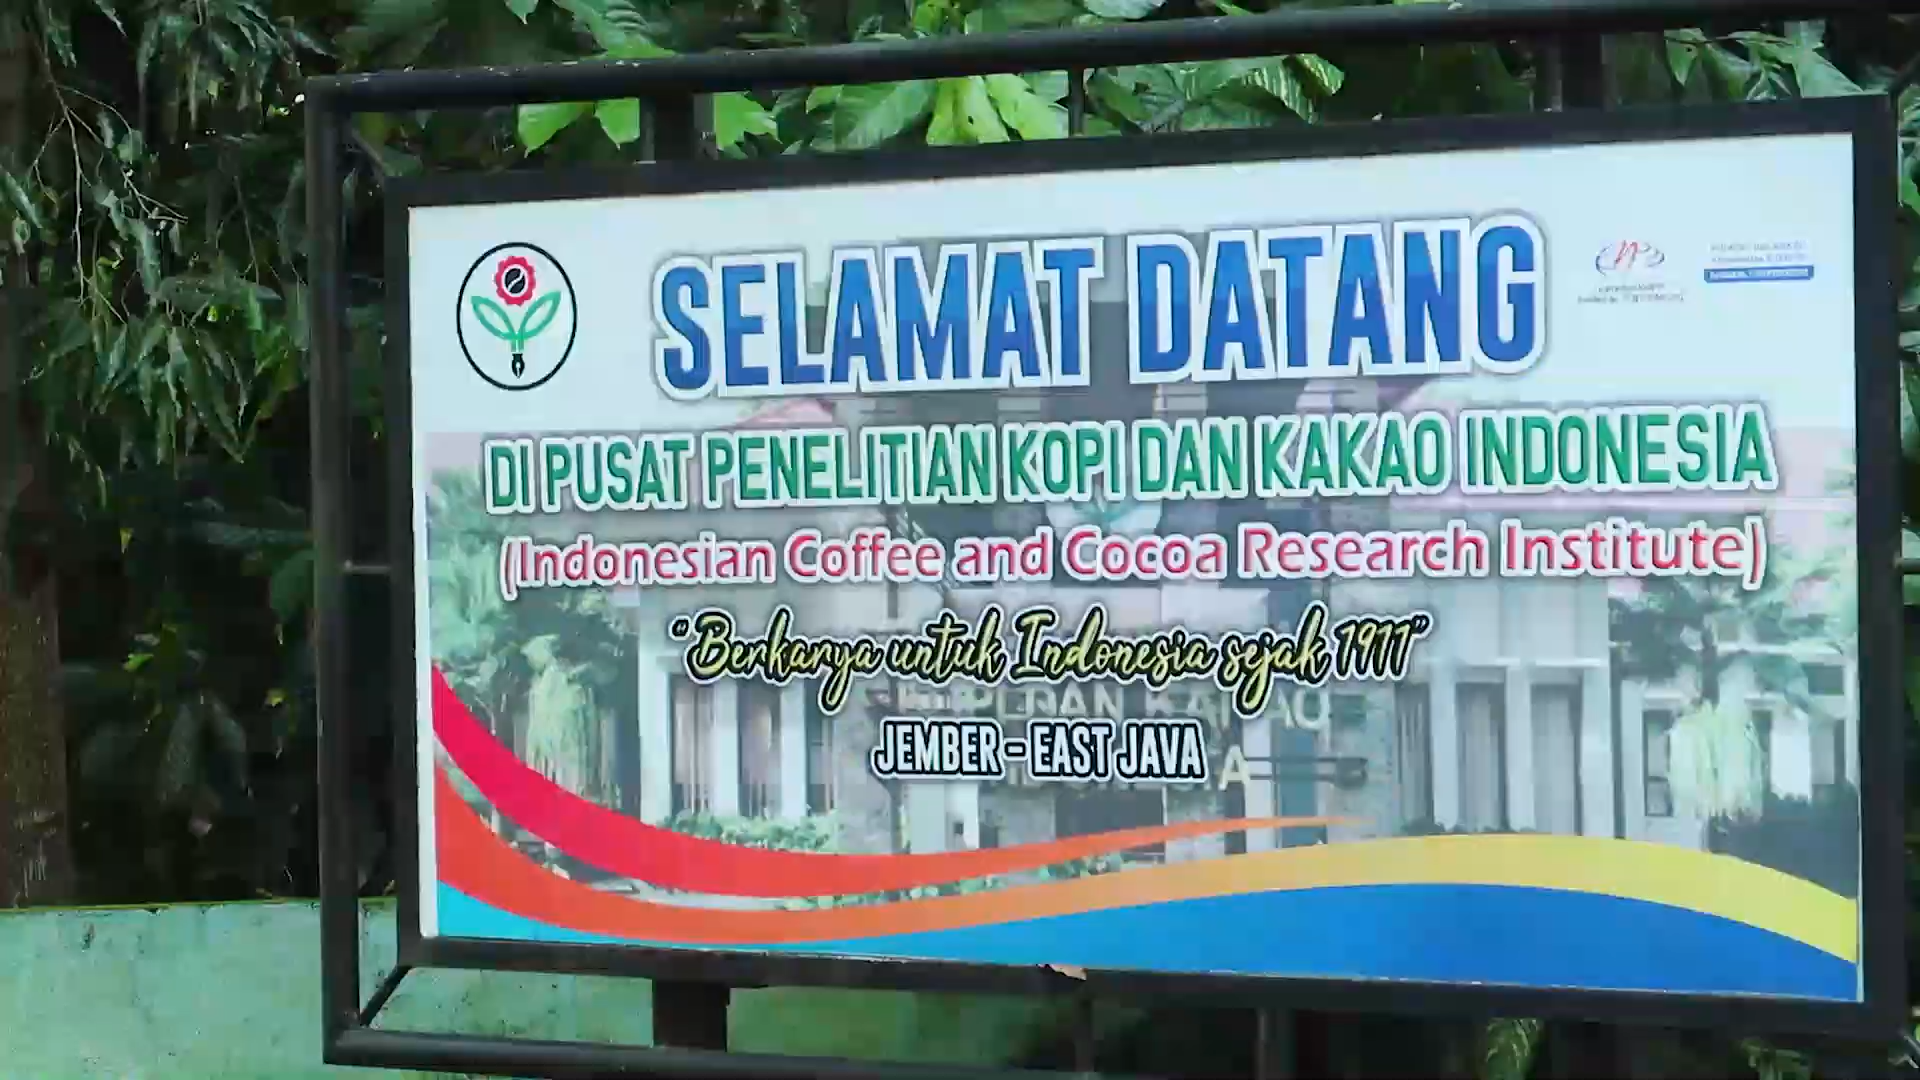 SELAMAT DATANG
DI PUSAT PENELITIAN KOPI DAN KAKAO INDONESIA
(Indonesian Coffee and Cocoa Research Institute)
"Berkarya untuk Indonesia sejak 1911"
JEMBER - EAST JAVA